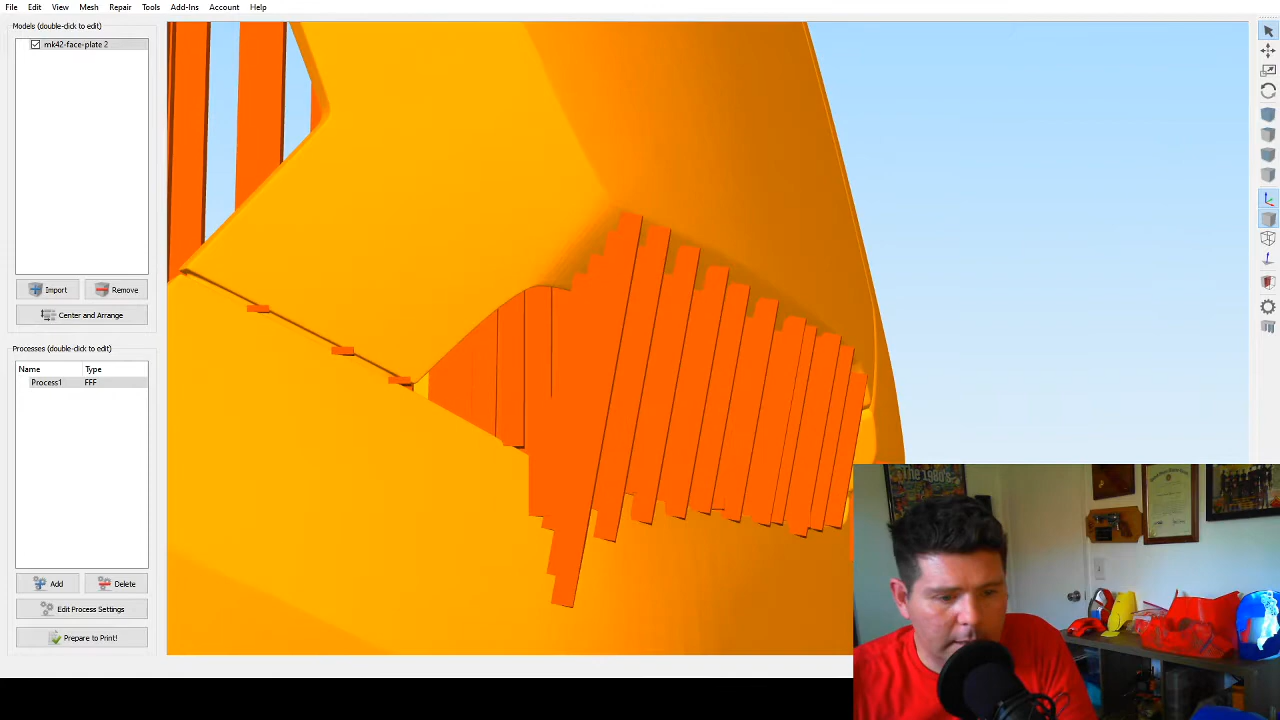 File Edit View Mesh Repair Tools Add-Ins Account Help
Models (double-click to edit)
mk42-face-plate 2
Import Remove
Center and Arrange
Processes (double-click to edit)
Name Type
Process1 FFF
Add Delete
Edit Process Settings
Prepare to Print!
The 1980's